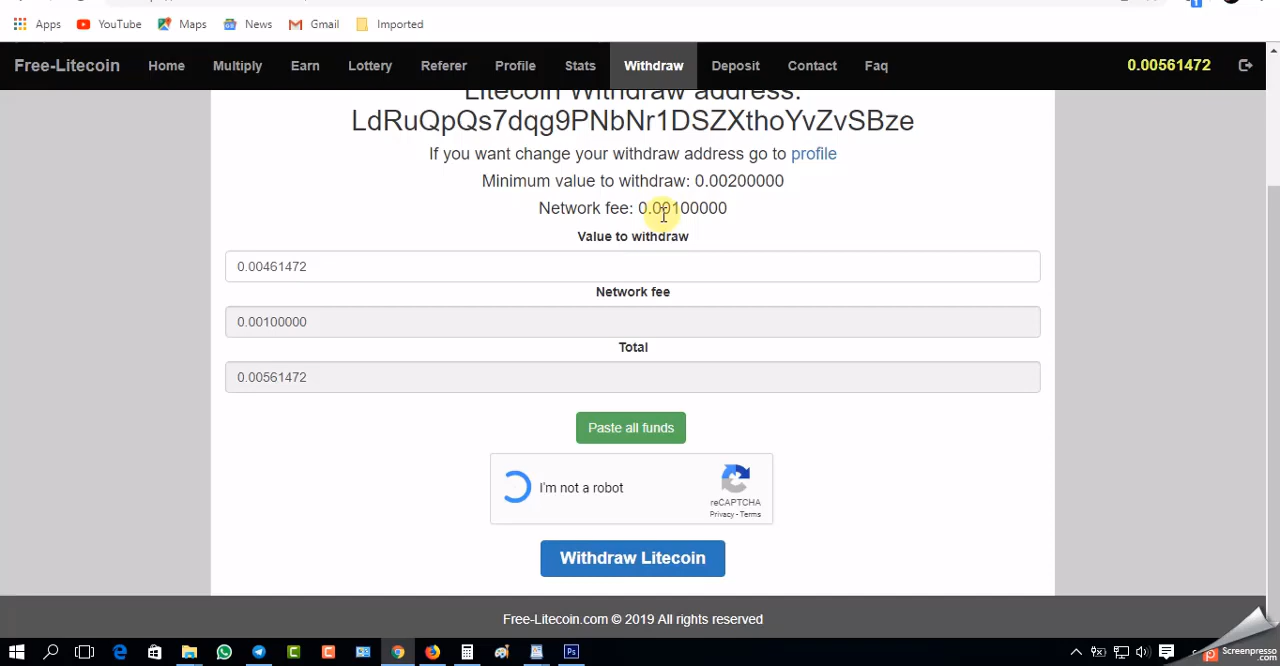 Apps YouTube Maps News Gmail Imported
Free-Litecoin Home Multiply Earn Lottery Referer Profile Stats Withdraw Deposit Contact Faq 0.00561472
Litecoin Withdraw address:
LdRuQpQs7dqg9PNbNr1DSZXthoYvZvSBze
If you want change your withdraw address go to profile
Minimum value to withdraw: 0.00200000
Network fee: 0.00100000
Value to withdraw
0.00461472
Network fee
0.00100000
Total
0.00561472
Paste all funds
I'm not a robot
reCAPTCHA
Privacy - Terms
Withdraw Litecoin
Free-Litecoin.com © 2019 All rights reserved
Screenpresso
.com